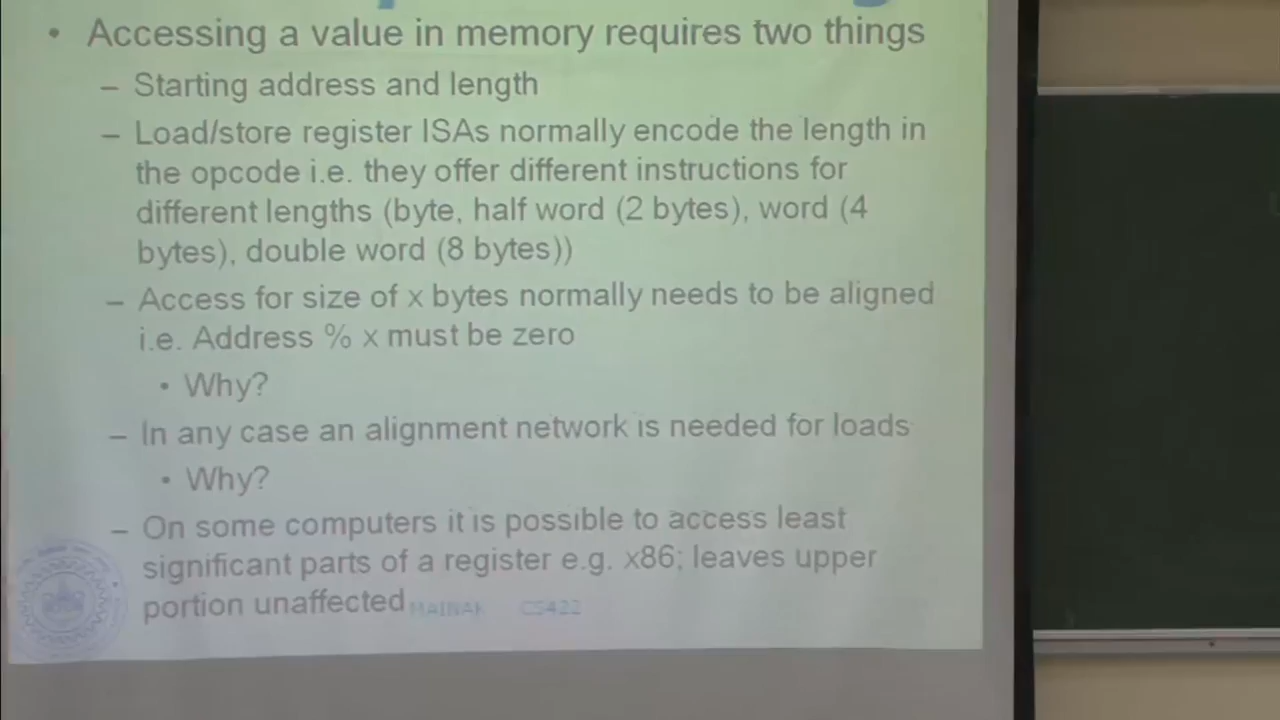 • Accessing a value in memory requires two things
– Starting address and length
– Load/store register ISAs normally encode the length in
the opcode i.e. they offer different instructions for
different lengths (byte, half word (2 bytes), word (4
bytes), double word (8 bytes))
– Access for size of x bytes normally needs to be aligned
i.e. Address % x must be zero
• Why?
– In any case an alignment network is needed for loads
• Why?
– On some computers it is possible to access least
significant parts of a register e.g. x86; leaves upper
portion unaffected
MAINAK CS422